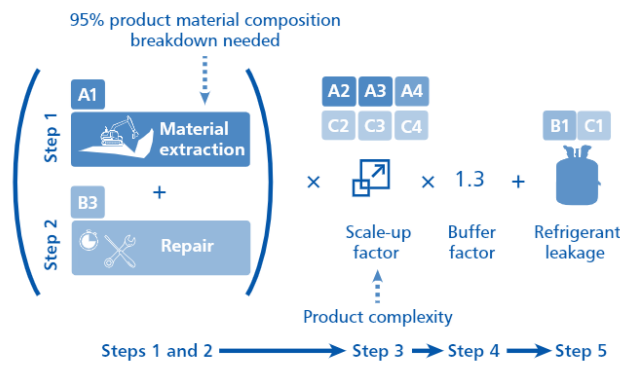 95% product material composition
breakdown needed
A1
Step 1
Material
extraction
+
B3
Step 2
Repair
×
A2 A3 A4
C2 C3 C4
Scale-up
factor
Product complexity
×
1.3
Buffer
factor
+
B1 C1
Refrigerant
leakage
Steps 1 and 2
Step 3
Step 4
Step 5